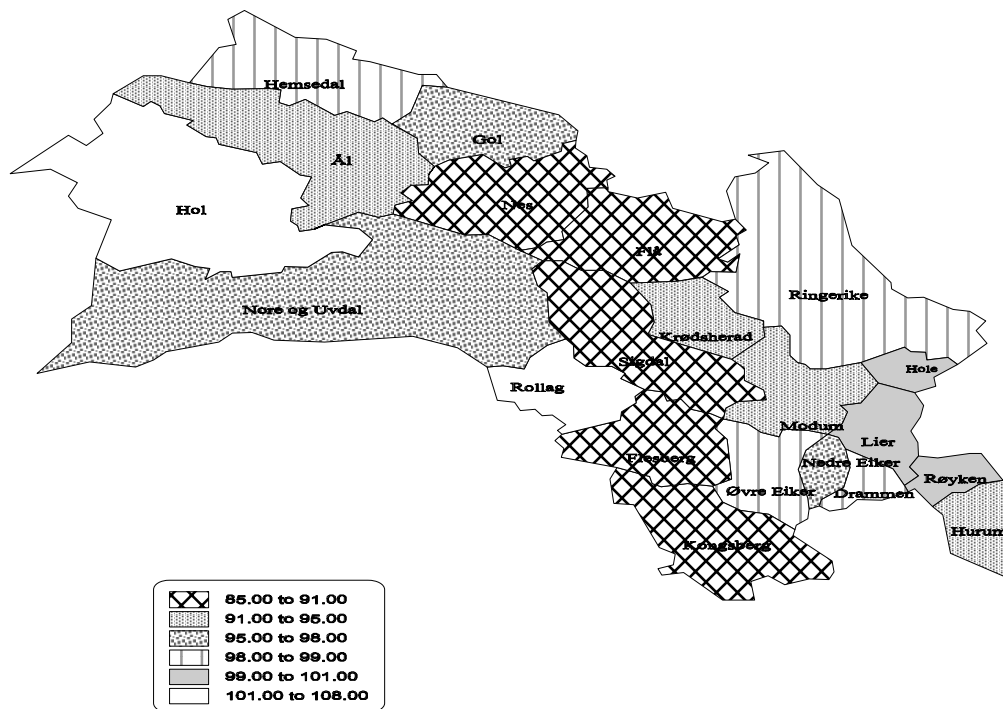 Hemsedal
Gol
Ål
Nes
Hol
Flå
Ringerike
Nore og Uvdal
Krødsherad
Sigdal
Hole
Rollag
Modum
Lier
Flesberg
Nedre Eiker
Røyken
Øvre Eiker
Drammen
Hurum
Kongsberg
85.00 to 91.00
91.00 to 95.00
95.00 to 98.00
98.00 to 99.00
99.00 to 101.00
101.00 to 108.00